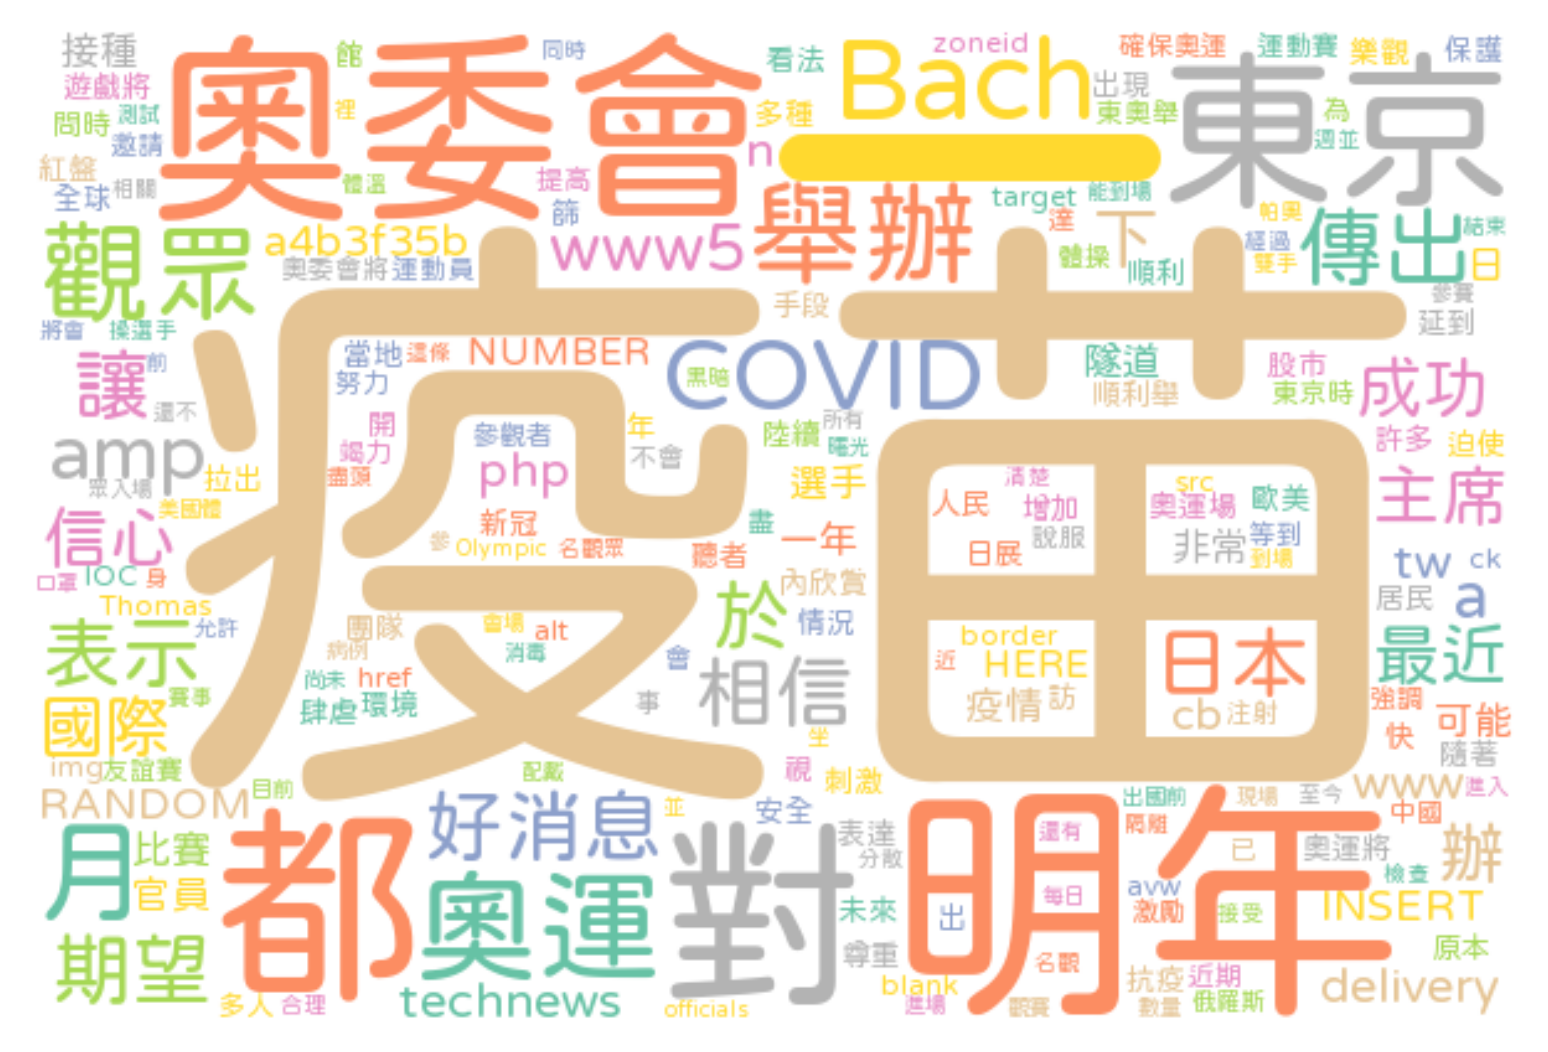 接種
奧委會
館
同時
看法
Bach
zoneid
確保奧運
運動賽
樂觀
保護
遊戲將
測試
裡
多種
出現
東奧舉
東京
為
問時
邀請
n
週並
紅盤
相關
體溫
提高
target
能到場
全球
篩
舉辦
達
下
帕奧
傳出
結束
觀眾
a4b3f35b
www5
體操
順利
經過
雙手
日
奧委會將
運動員
疫苗
手段
參賽
延到
將會
操選手
讓
前
當地
這條
NUMBER
COVID
黑暗
隧道
股市
成功
努力
順利舉
東京時
還不
開
參觀者
年
陸續
所有
曙光
許多
迫使
amp
竭力
不會
眾入場
拉出
盡頭
php
選手
人民
清楚
src
主席
美國體
增加
奧運場
歐美
信心
新冠
盡
一年
說服
非常
等到
參
Olympic
名觀眾
聽者
日展
到場
tw
ck
口罩
IOC
身
內欣賞
居民
a
Thomas
於
允許
團隊
會場
alt
情況
border
表示
病例
消毒
會
近
HERE
日本
最近
尚未
href
相信
賽事
肆虐
環境
事
疫情
訪
cb
注射
強調
國際
坐
可能
快
img
友誼賽
配戴
視
刺激
隨著
RANDOM
目前
好消息
並
安全
出國前
現場
至今
www
進入
月
比賽
都
對
表達
明年
還有
隔離
中國
分散
已
奧運將
辦
官員
奧運
每日
avw
檢查
未來
出
激勵
接受
INSERT
期望
尊重
名觀
原本
blank
抗疫
近期
delivery
多人
合理
technews
officials
進場
觀賽
數量
俄羅斯